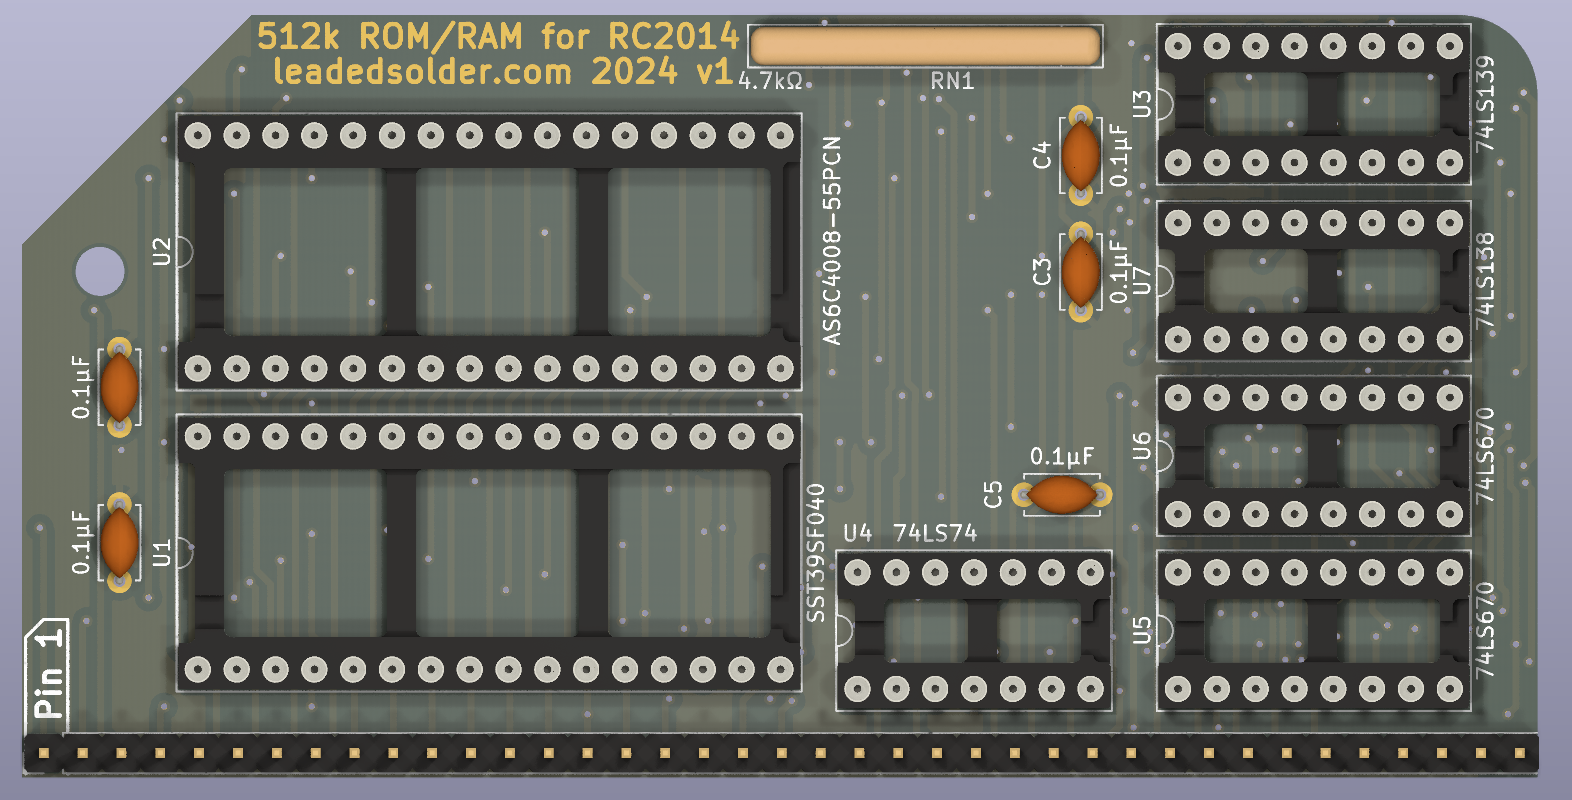 512k ROM/RAM for RC2014
leadedsolder.com 2024 v1
4.7kΩ
RN1
U3
74LS139
C4
0.1µF
U2
AS6C4008-55PCN
C3
0.1µF
U7
74LS138
0.1µF
U6
74LS670
0.1µF
C5
0.1µF
U1
SST39SF040
U4 74LS74
U5
74LS670
Pin 1